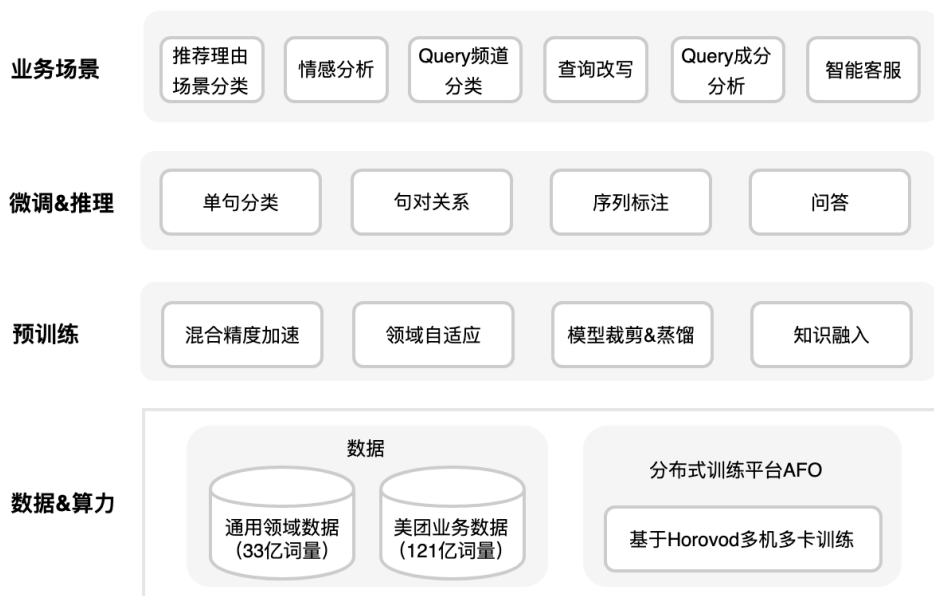 业务场景
推荐理由
场景分类
情感分析
Query频道
分类
查询改写
Query成分
分析
智能客服
微调&推理
单句分类
句对关系
序列标注
问答
预训练
混合精度加速
领域自适应
模型裁剪&蒸馏
知识融入
数据&算力
数据
通用领域数据
（33亿词量）
美团业务数据
（121亿词量）
分布式训练平台AFO
基于Horovod多机多卡训练